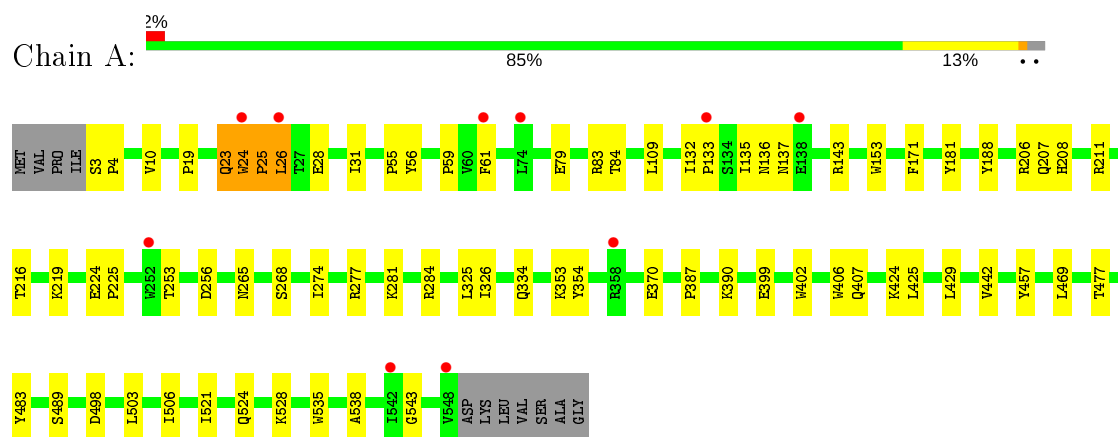 2%
Chain A:
85% 13% • •
MET VAL PRO ILE S3 P4 V10 P19 Q23 W24 P25 L26 T27 E28 I31 P55 Y56 P59 V60 F61 L74 E79 R83 T84 L109 I132 P133 S134 I135 N136 N137 E138 R143 W153 F171 Y181 Y188 R206 Q207 H208 R211
T216 K219 E224 P225 W252 T253 D256 N265 S268 I274 R277 K281 R284 L325 I326 Q334 K353 Y354 R358 E370 P387 K390 E399 W402 W406 Q407 K424 L425 L429 V442 Y457 L469 T477
Y483 S489 D498 L503 I506 I521 Q524 K528 W535 A538 I542 G543 V548 ASP LYS LEU VAL SER ALA GLY